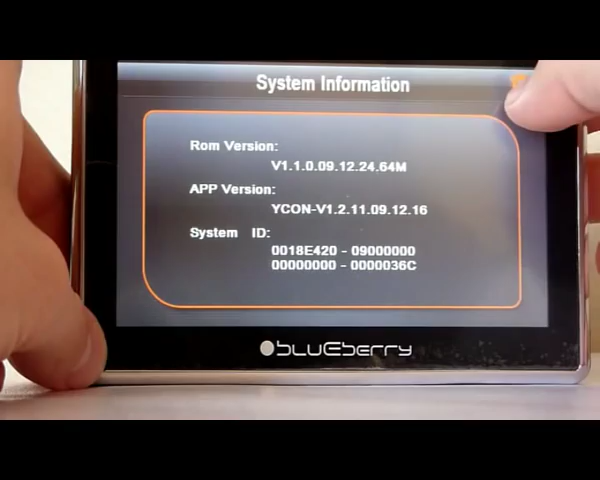 System Information
Rom Version:
V1.1.0.09.12.24.64M
APP Version:
YCON-V1.2.11.09.12.16
System ID:
0018E420 - 09000000
00000000 - 0000036C
blueberry